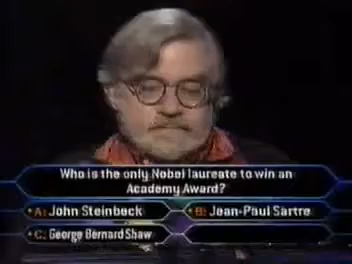 Who is the only Nobel laureate to win an
Academy Award?
A: John Steinbeck
B: Jean-Paul Sartre
C: George Bernard Shaw